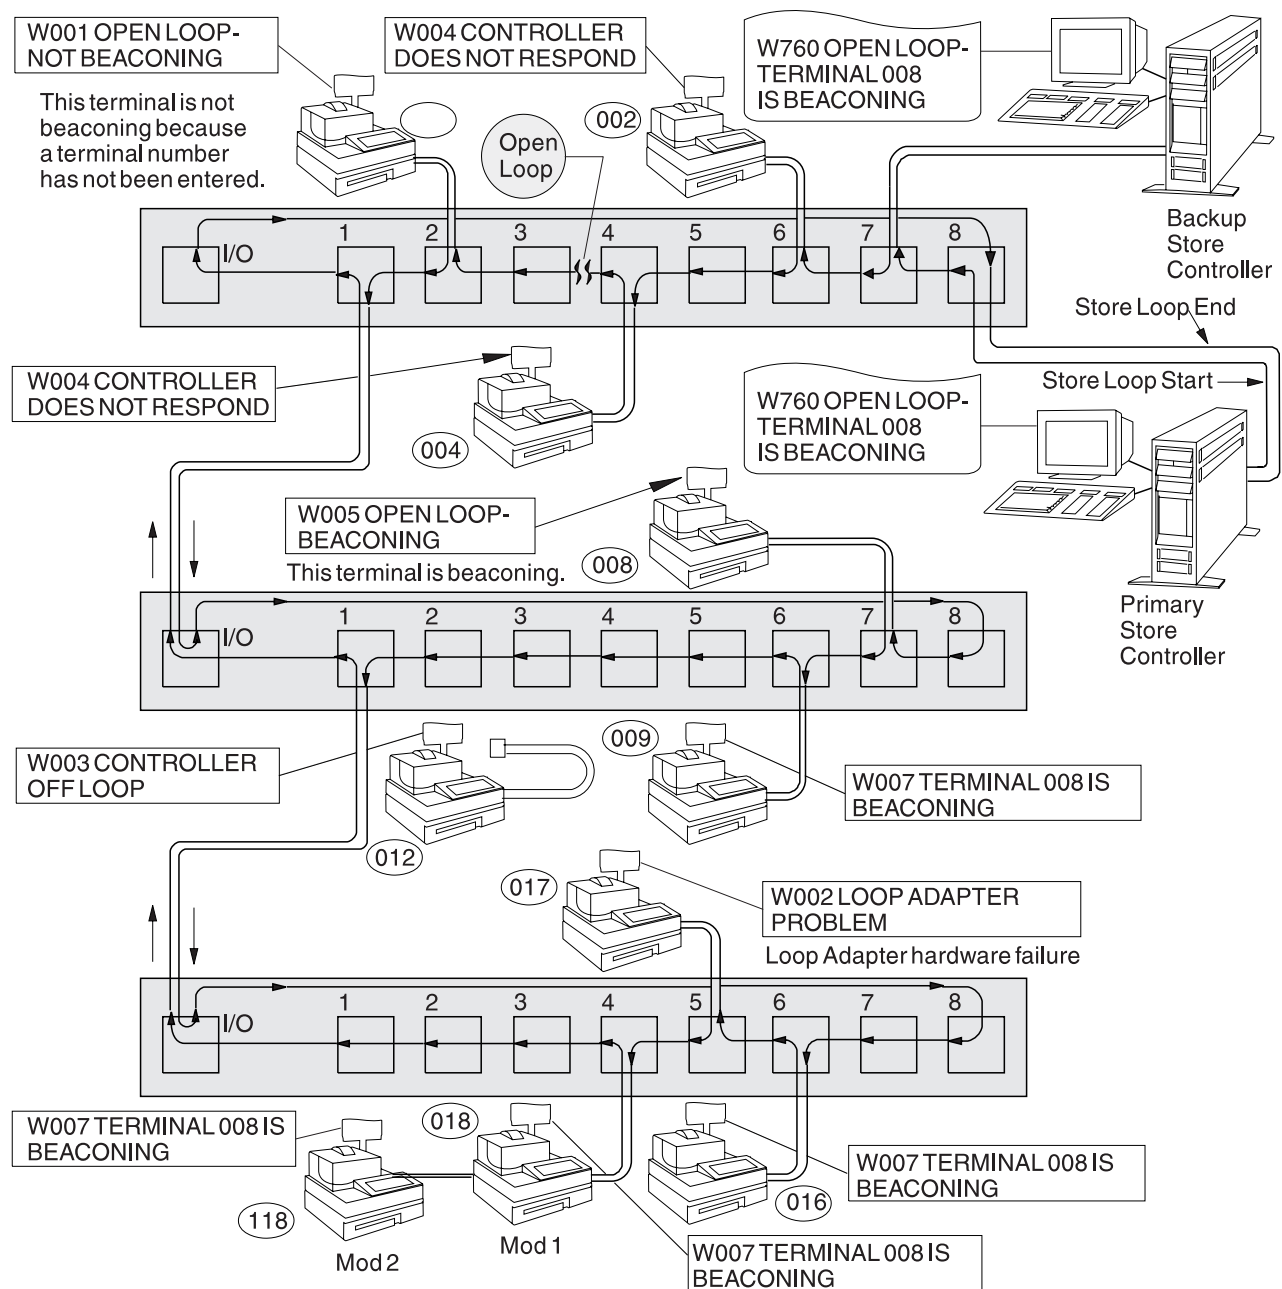 W001 OPEN LOOP-
NOT BEACONING
This terminal is not
beaconing because
a terminal number
has not been entered.
W004 CONTROLLER
DOES NOT RESPOND
002
Open
Loop
W760 OPEN LOOP-
TERMINAL 008
IS BEACONING
Backup
Store
Controller
I/O
1
2
3
4
5
6
7
8
Store Loop End
Store Loop Start
W004 CONTROLLER
DOES NOT RESPOND
004
W760 OPEN LOOP-
TERMINAL 008
IS BEACONING
W005 OPEN LOOP-
BEACONING
This terminal is beaconing.
008
Primary
Store
Controller
I/O
1
2
3
4
5
6
7
8
W003 CONTROLLER
OFF LOOP
012
009
W007 TERMINAL 008 IS
BEACONING
017
W002 LOOP ADAPTER
PROBLEM
Loop Adapter hardware failure
I/O
1
2
3
4
5
6
7
8
W007 TERMINAL 008 IS
BEACONING
118
Mod 2
018
Mod 1
016
W007 TERMINAL 008 IS
BEACONING
W007 TERMINAL 008 IS
BEACONING